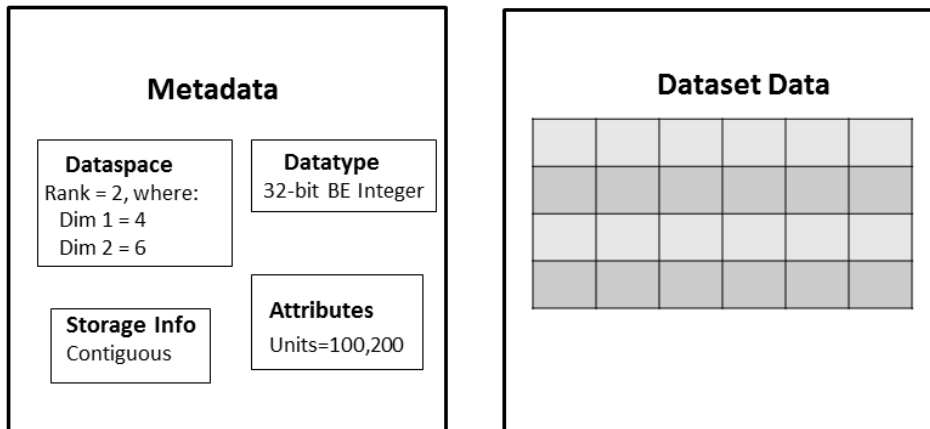 Metadata
Dataspace
Rank = 2, where:
Dim 1 = 4
Dim 2 = 6
Datatype
32-bit BE Integer
Storage Info
Contiguous
Attributes
Units=100,200
Dataset Data